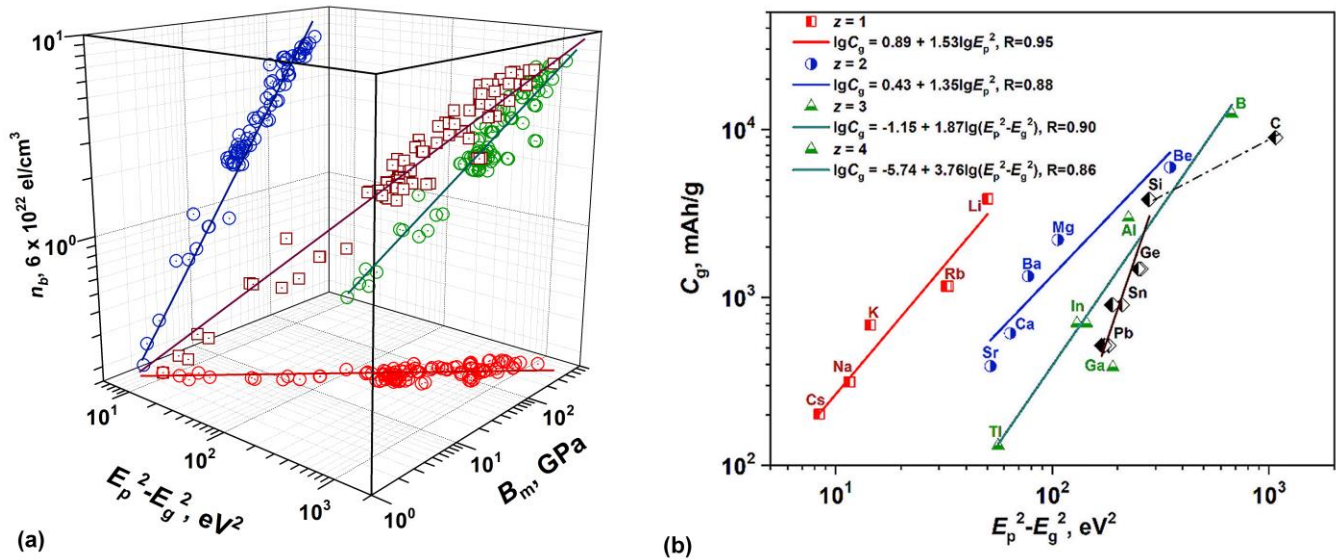 10¹
10⁰
n_b, 6 x 10²² el/cm³
10¹
10²
10³
E_p²-E_g², eV²
10⁰
10¹
10²
B_m, GPa
(a)
z = 1
lgC_g = 0.89 + 1.53lgE_p², R=0.95
z = 2
lgC_g = 0.43 + 1.35lgE_p², R=0.88
z = 3
lgC_g = -1.15 + 1.87lg(E_p²-E_g²), R=0.90
z = 4
lgC_g = -5.74 + 3.76lg(E_p²-E_g²), R=0.86
B
C
Be
Si
Li
Mg
Al
Ge
Ba
Rb
Sn
K
Ca
In
Pb
Sr
Na
Ga
Cs
Tl
10⁴
10³
10²
C_g, mAh/g
10¹
10²
10³
E_p²-E_g², eV²
(b)